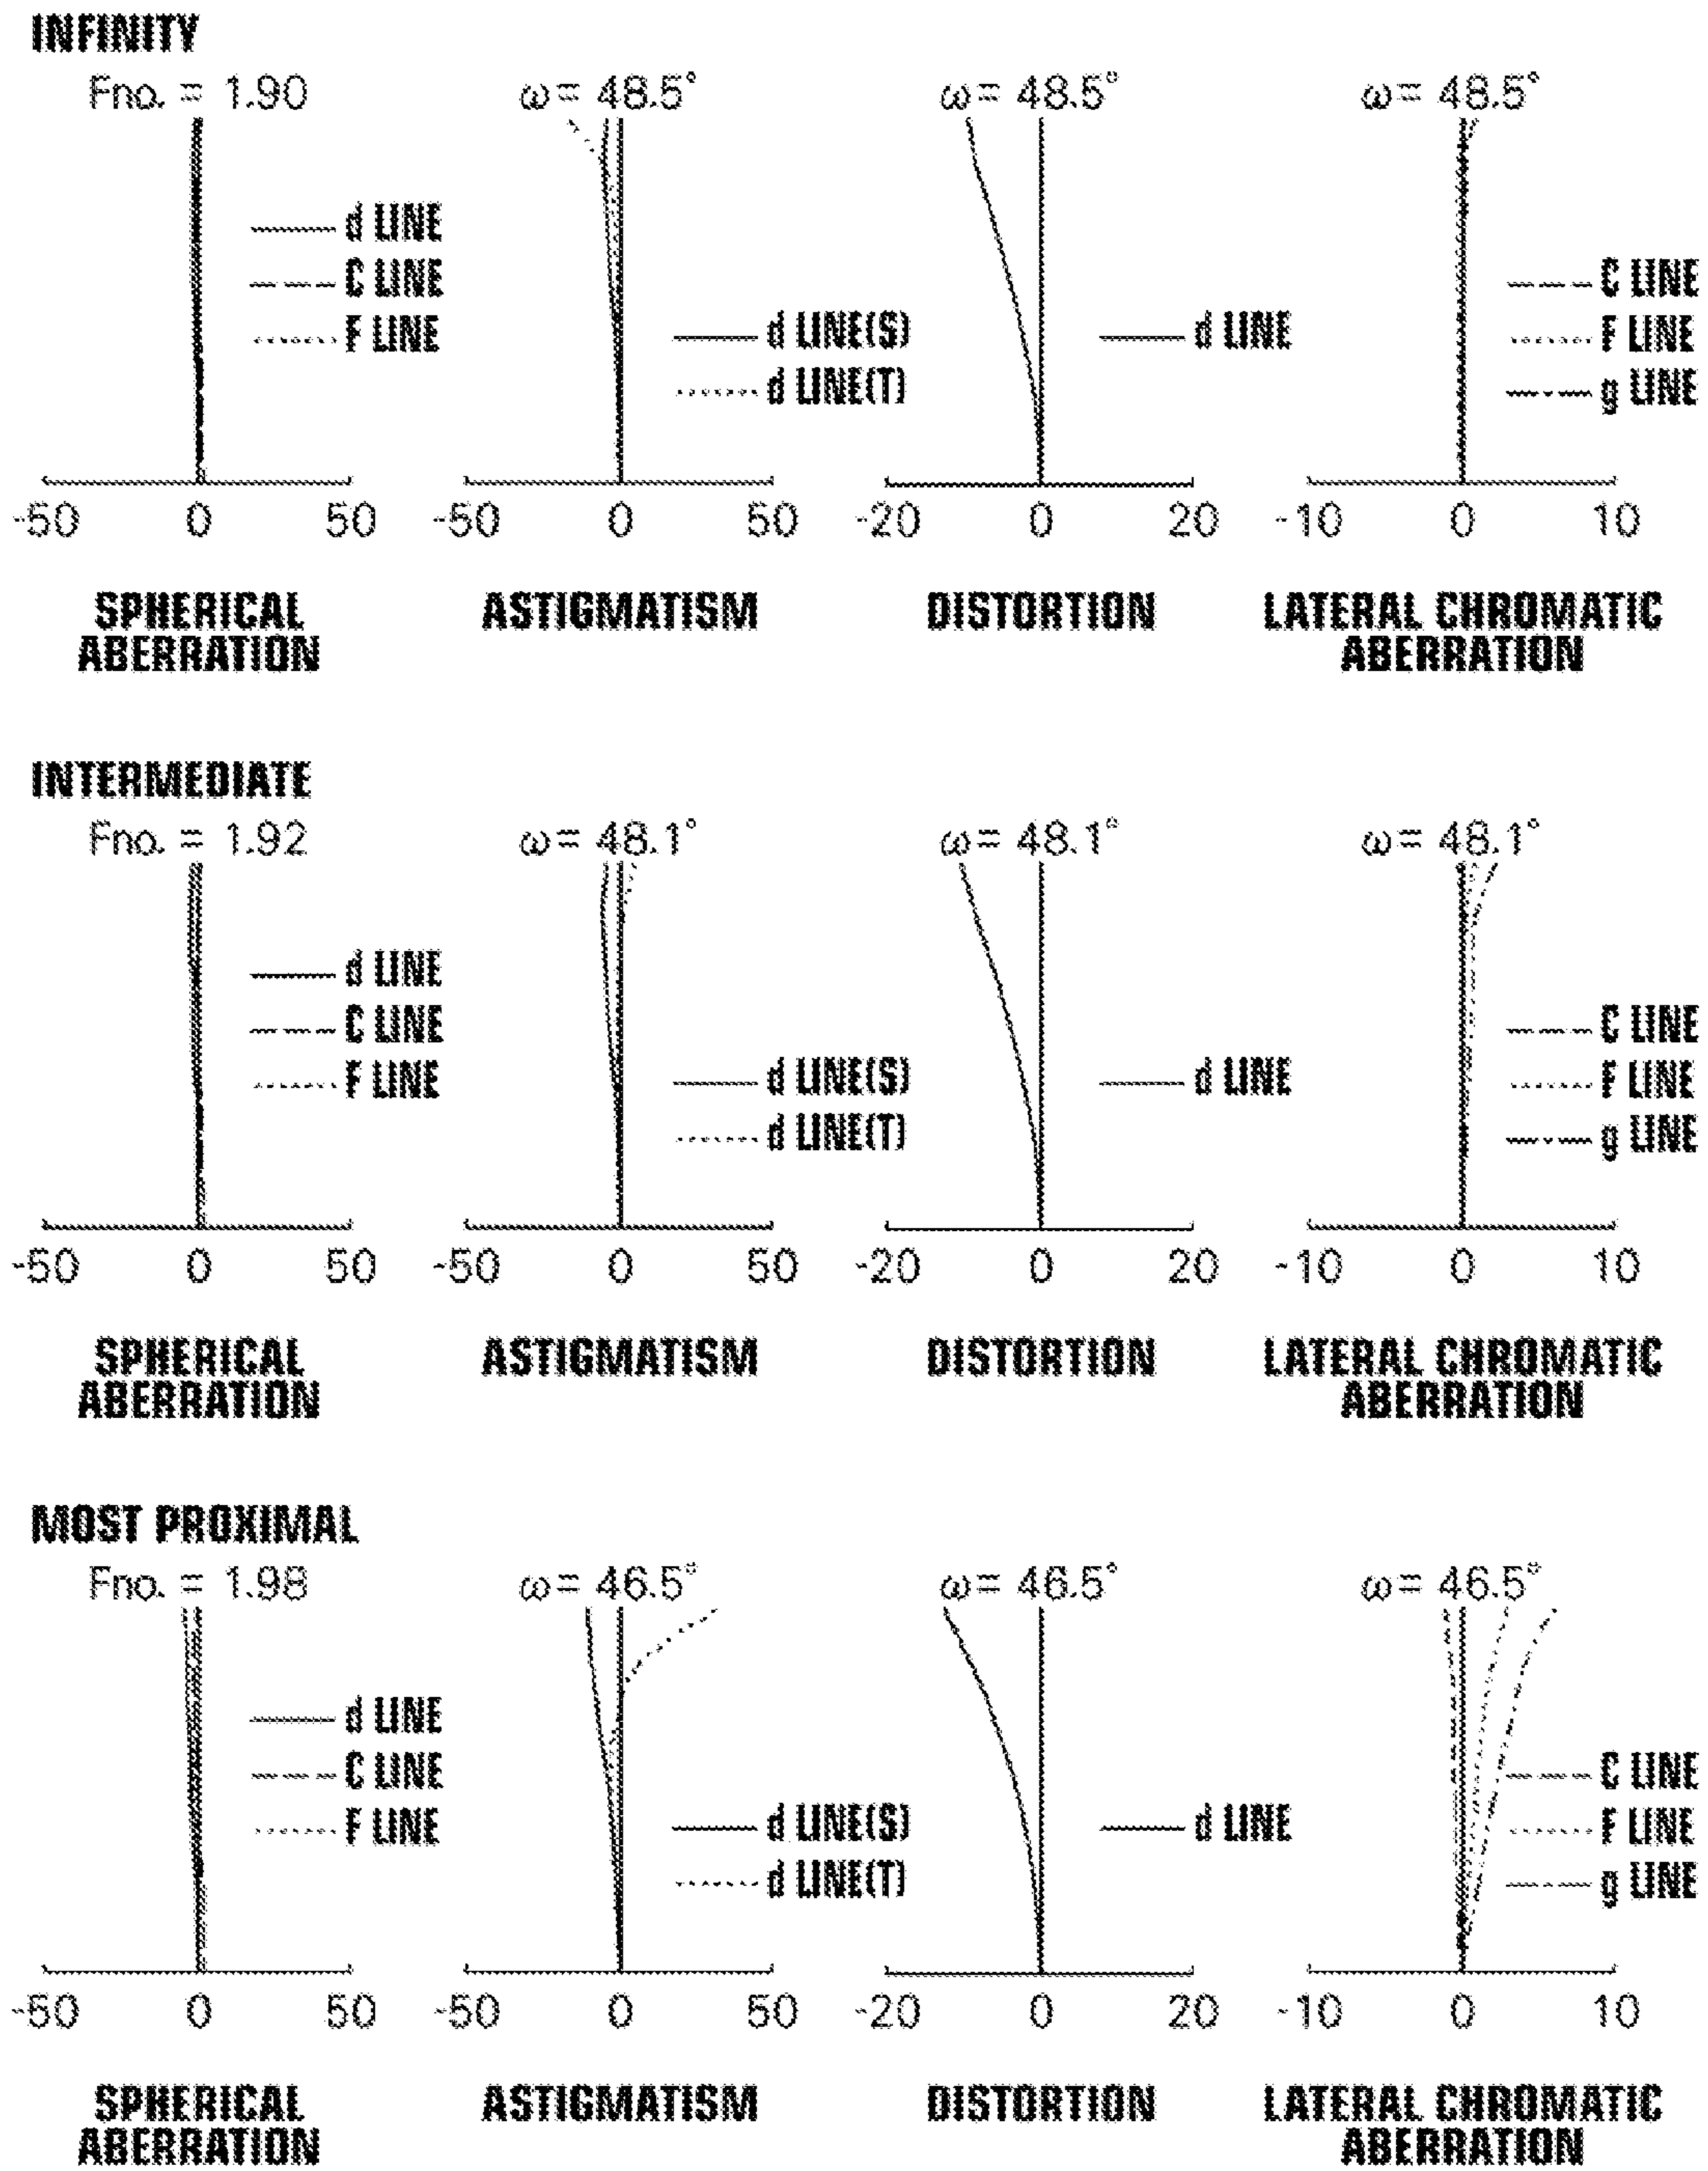 INFINITY
Fno. = 1.90
ω = 48.5°
ω = 48.5°
ω = 48.5°
d LINE
C LINE
F LINE
d LINE(S)
d LINE(T)
d LINE
C LINE
F LINE
g LINE
-50 0 50
-50 0 50
-20 0 20
-10 0 10
SPHERICAL
ABERRATION
ASTIGMATISM
DISTORTION
LATERAL CHROMATIC
ABERRATION
INTERMEDIATE
Fno. = 1.92
ω = 48.1°
ω = 48.1°
ω = 48.1°
d LINE
C LINE
F LINE
d LINE(S)
d LINE(T)
d LINE
C LINE
F LINE
g LINE
-50 0 50
-50 0 50
-20 0 20
-10 0 10
SPHERICAL
ABERRATION
ASTIGMATISM
DISTORTION
LATERAL CHROMATIC
ABERRATION
MOST PROXIMAL
Fno. = 1.98
ω = 46.5°
ω = 46.5°
ω = 46.5°
d LINE
C LINE
F LINE
d LINE(S)
d LINE(T)
d LINE
C LINE
F LINE
g LINE
-50 0 50
-50 0 50
-20 0 20
-10 0 10
SPHERICAL
ABERRATION
ASTIGMATISM
DISTORTION
LATERAL CHROMATIC
ABERRATION